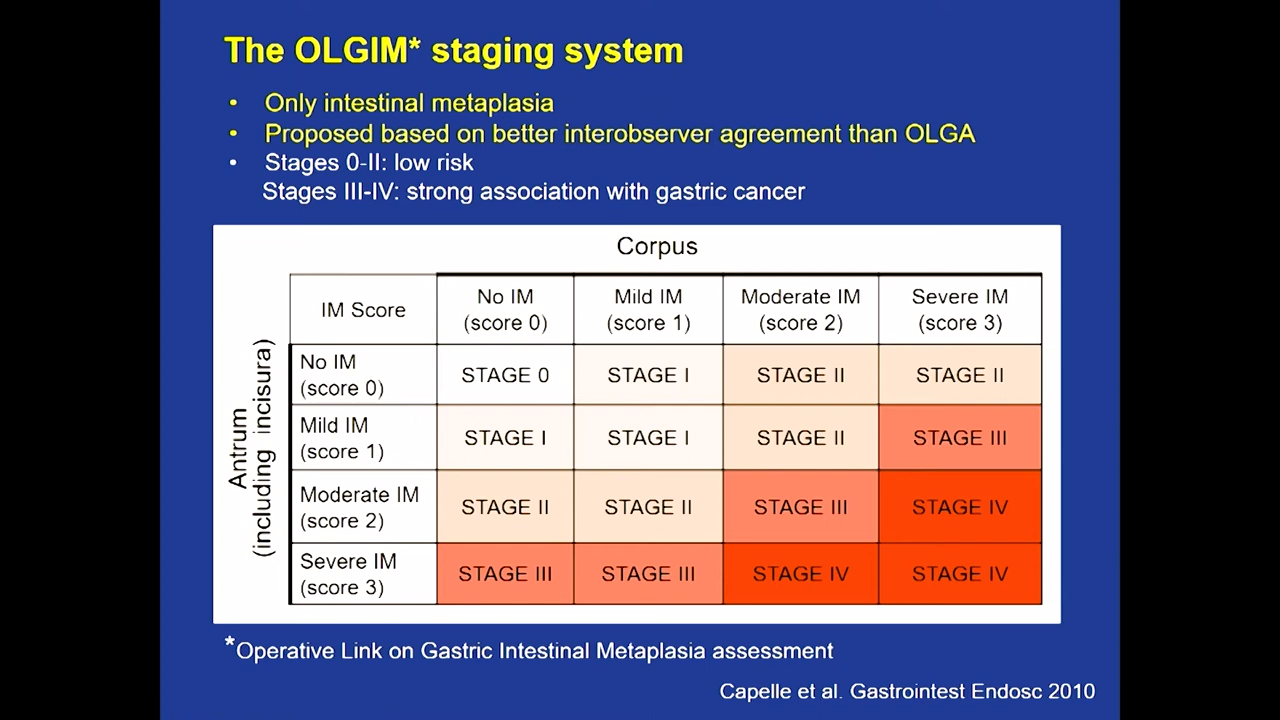 The OLGIM* staging system
• Only intestinal metaplasia
• Proposed based on better interobserver agreement than OLGA
• Stages 0-II: low risk
Stages III-IV: strong association with gastric cancer
Corpus
IM Score
No IM (score 0)
Mild IM (score 1)
Moderate IM (score 2)
Severe IM (score 3)
Antrum
(including incisura)
No IM
(score 0)
STAGE 0
STAGE I
STAGE II
STAGE II
Mild IM
(score 1)
STAGE I
STAGE I
STAGE II
STAGE III
Moderate IM
(score 2)
STAGE II
STAGE II
STAGE III
STAGE IV
Severe IM
(score 3)
STAGE III
STAGE III
STAGE IV
STAGE IV
*Operative Link on Gastric Intestinal Metaplasia assessment
Capelle et al. Gastrointest Endosc 2010